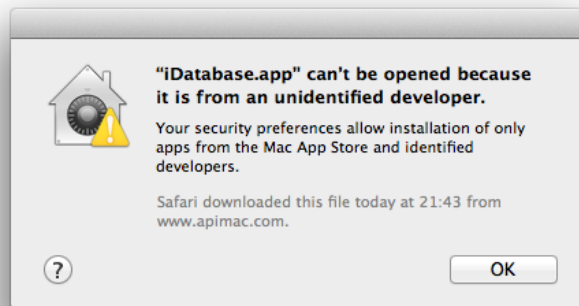 “iDatabase.app" can't be opened because
it is from an unidentified developer.
Your security preferences allow installation of only
apps from the Mac App Store and identified
developers.
Safari downloaded this file today at 21:43 from
www.apimac.com.
?
OK